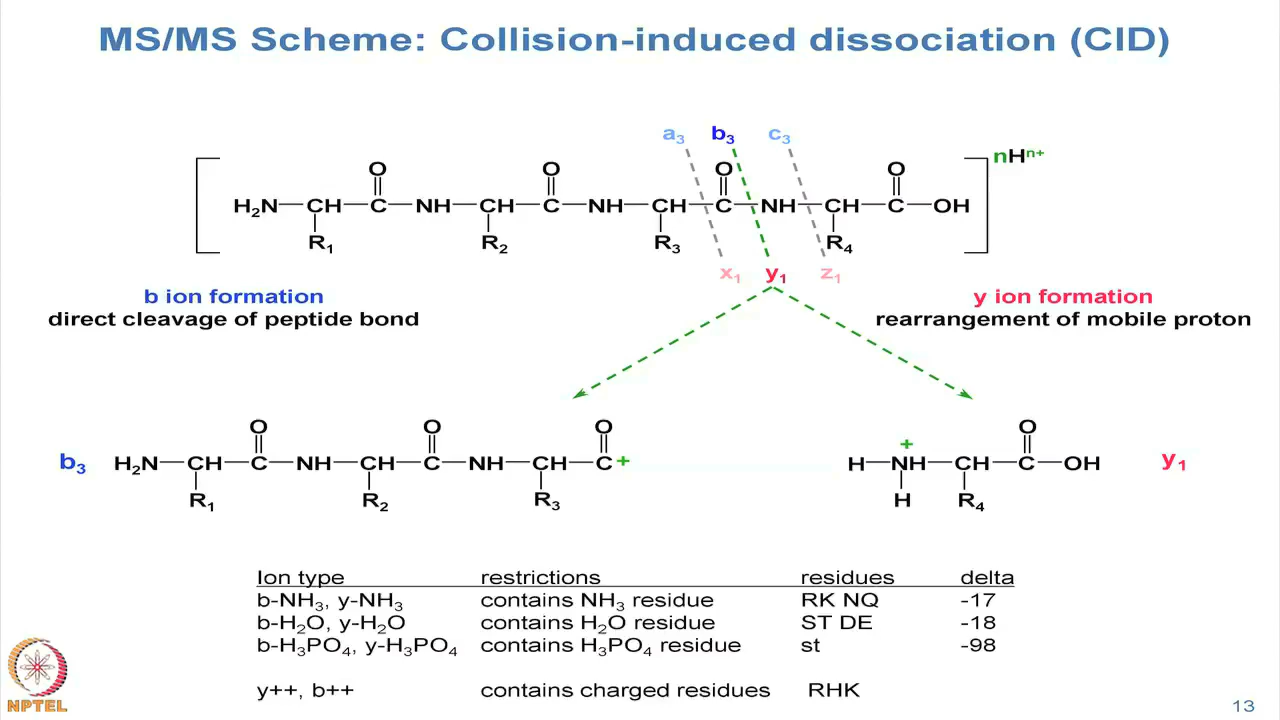 MS/MS Scheme: Collision-induced dissociation (CID)
a₃ b₃ c₃
nHⁿ⁺
O O O O
H₂N CH C NH CH C NH CH C NH CH C OH
R₁ R₂ R₃ R₄
x₁ y₁ z₁
b ion formation
direct cleavage of peptide bond
y ion formation
rearrangement of mobile proton
O O O O
+
b₃ H₂N CH C NH CH C NH CH C+ H NH CH C OH y₁
R₁ R₂ R₃ H R₄
Ion type restrictions residues delta
b-NH₃, y-NH₃ contains NH₃ residue RK NQ -17
b-H₂O, y-H₂O contains H₂O residue ST DE -18
b-H₃PO₄, y-H₃PO₄ contains H₃PO₄ residue st -98
y++, b++ contains charged residues RHK
NPTEL
13